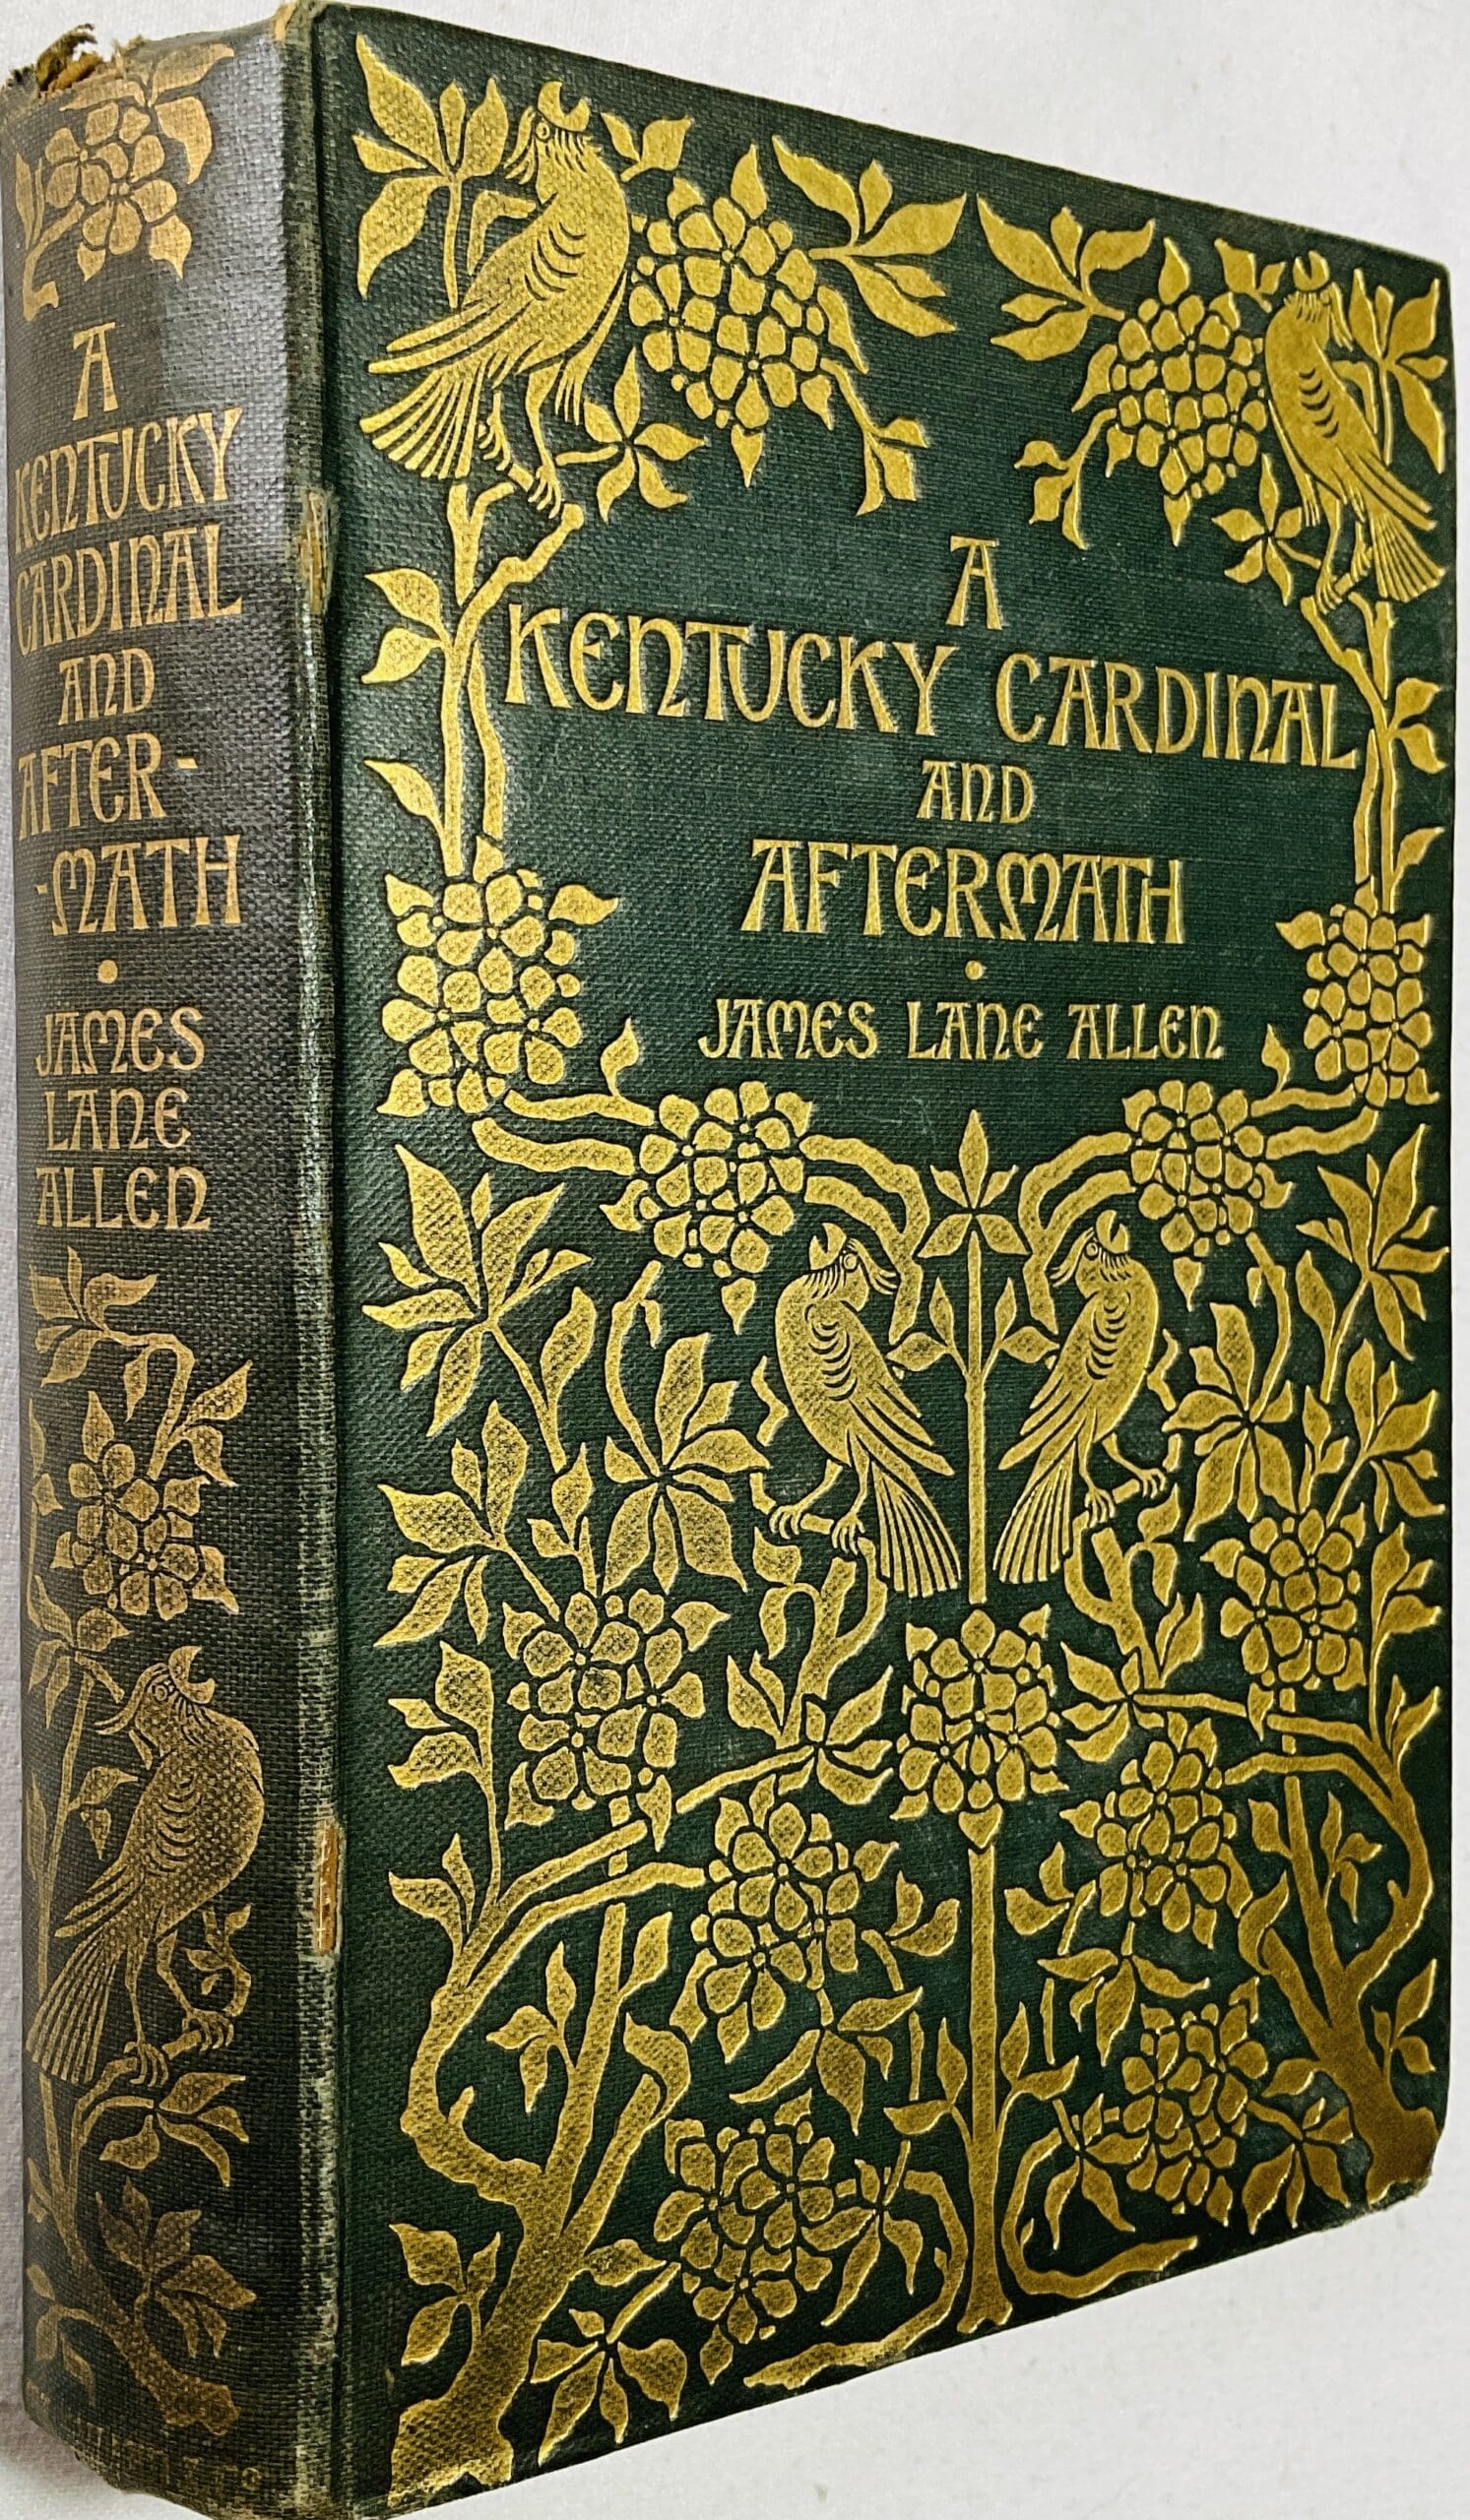 A
KENTUCKY
CARDINAL
AND
AFTER-
-MATH
JAMES
LANE
ALLEN
A
KENTUCKY CARDINAL
AND
AFTERMATH
JAMES LANE ALLEN